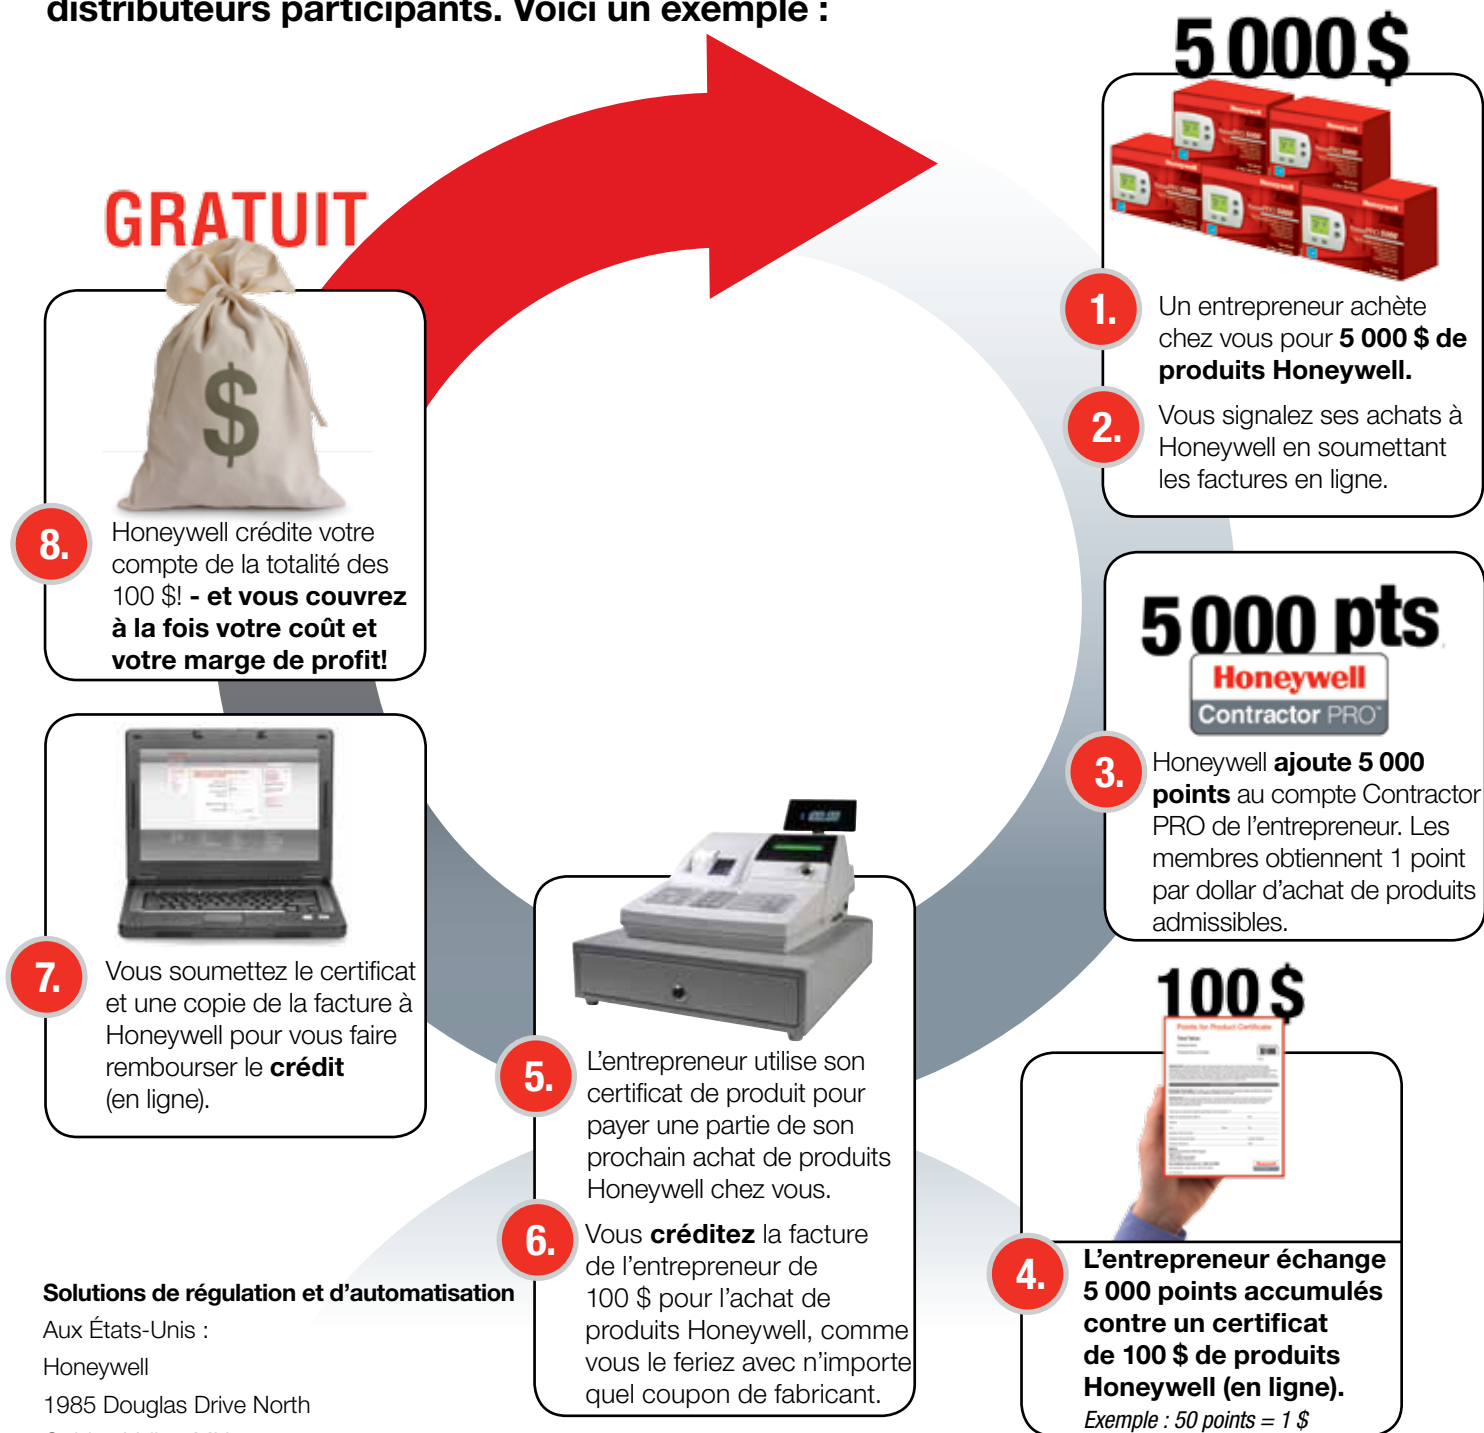 distributeurs participants. Voici un exemple :
5 000 $
1.
Un entrepreneur achète
chez vous pour 5 000 $ de
produits Honeywell.
2.
Vous signalez ses achats à
Honeywell en soumettant
les factures en ligne.
5 000 pts
Honeywell
Contractor PRO™
3.
Honeywell ajoute 5 000
points au compte Contractor
PRO de l’entrepreneur. Les
membres obtiennent 1 point
par dollar d’achat de produits
admissibles.
100 $
Points for Product Certificate
4.
L’entrepreneur échange
5 000 points accumulés
contre un certificat
de 100 $ de produits
Honeywell (en ligne).
Exemple : 50 points = 1 $
5.
L’entrepreneur utilise son
certificat de produit pour
payer une partie de son
prochain achat de produits
Honeywell chez vous.
6.
Vous créditez la facture
de l’entrepreneur de
100 $ pour l’achat de
produits Honeywell, comme
vous le feriez avec n’importe
quel coupon de fabricant.
7.
Vous soumettez le certificat
et une copie de la facture à
Honeywell pour vous faire
rembourser le crédit
(en ligne).
GRATUIT
$
8.
Honeywell crédite votre
compte de la totalité des
100 $! - et vous couvrez
à la fois votre coût et
votre marge de profit!
Solutions de régulation et d’automatisation
Aux États-Unis :
Honeywell
1985 Douglas Drive North